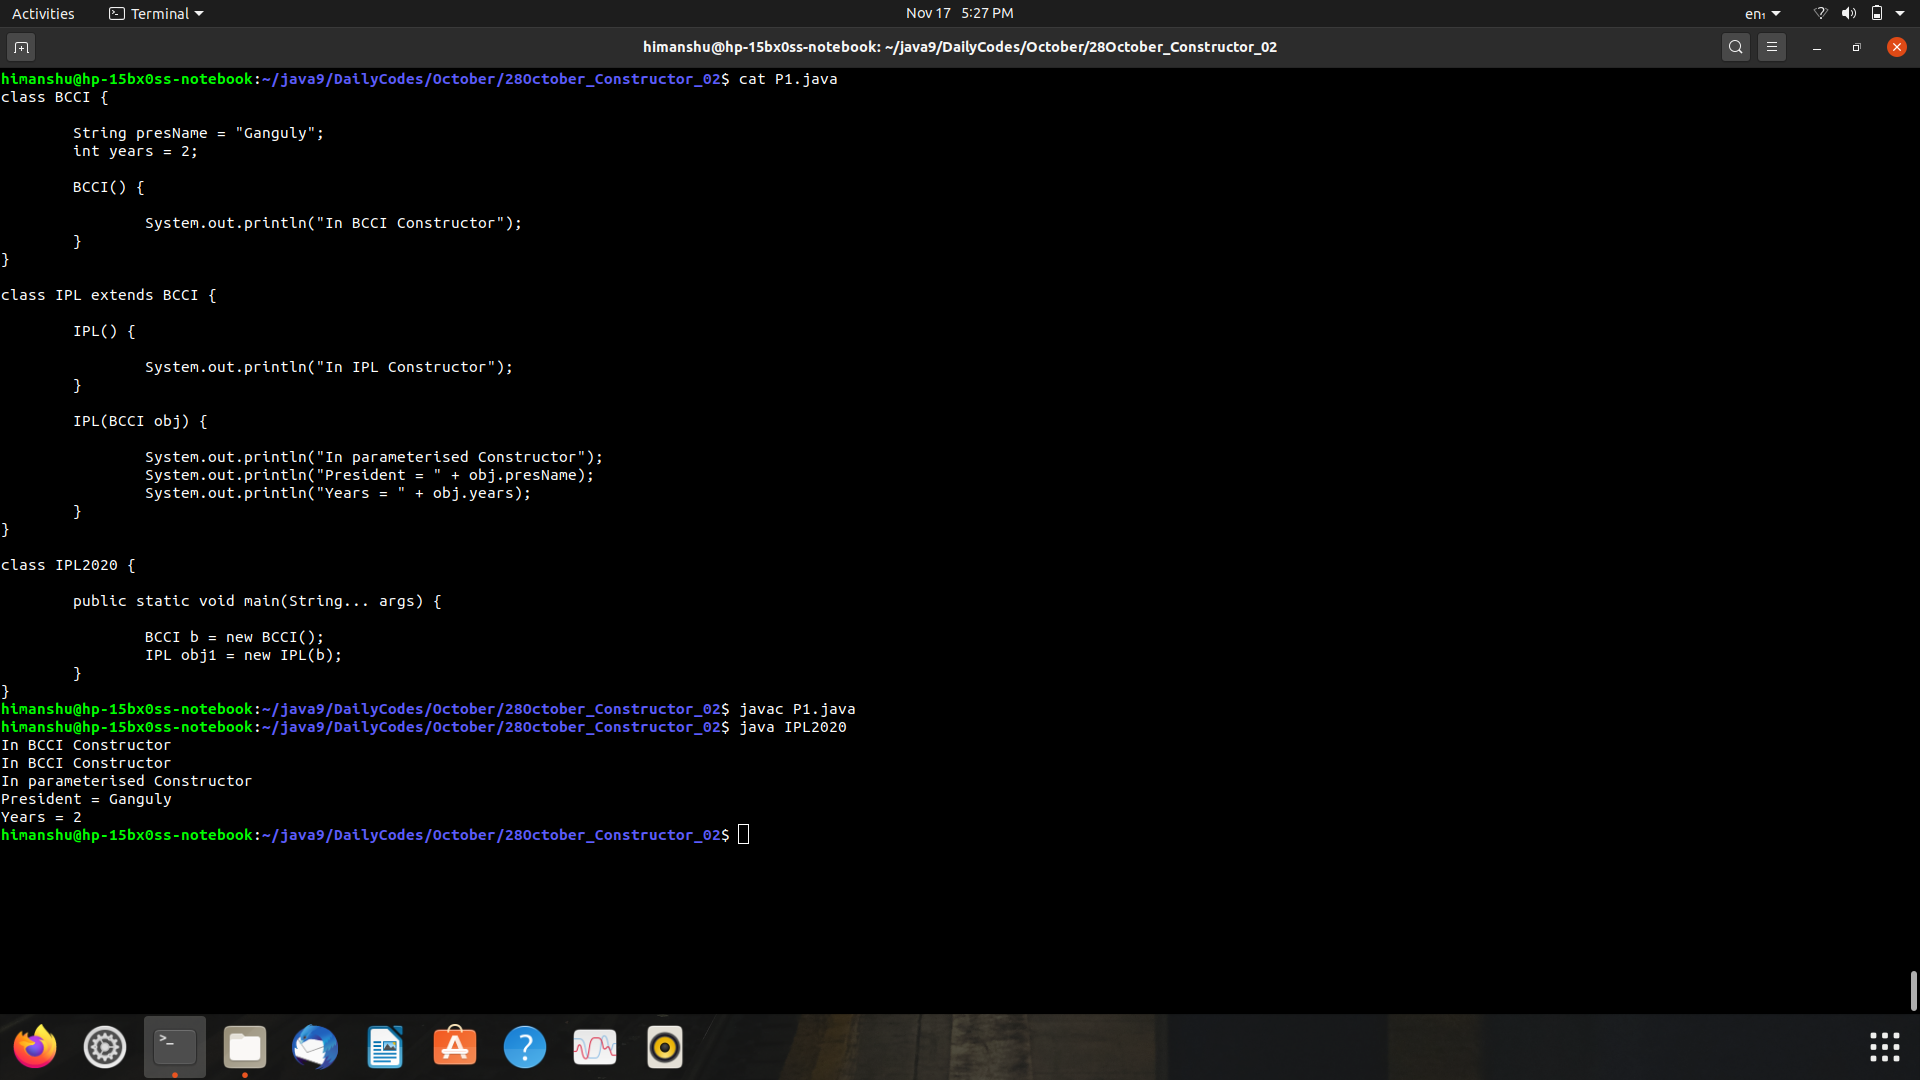 Activities
Terminal
Nov 17 5:27 PM
en₁
himanshu@hp-15bx0ss-notebook: ~/java9/DailyCodes/October/28October_Constructor_02
himanshu@hp-15bx0ss-notebook:~/java9/DailyCodes/October/28October_Constructor_02$ cat P1.java
class BCCI {
String presName = "Ganguly";
int years = 2;
BCCI() {
System.out.println("In BCCI Constructor");
}
}
class IPL extends BCCI {
IPL() {
System.out.println("In IPL Constructor");
}
IPL(BCCI obj) {
System.out.println("In parameterised Constructor");
System.out.println("President = " + obj.presName);
System.out.println("Years = " + obj.years);
}
}
class IPL2020 {
public static void main(String... args) {
BCCI b = new BCCI();
IPL obj1 = new IPL(b);
}
}
himanshu@hp-15bx0ss-notebook:~/java9/DailyCodes/October/28October_Constructor_02$ javac P1.java
himanshu@hp-15bx0ss-notebook:~/java9/DailyCodes/October/28October_Constructor_02$ java IPL2020
In BCCI Constructor
In BCCI Constructor
In parameterised Constructor
President = Ganguly
Years = 2
himanshu@hp-15bx0ss-notebook:~/java9/DailyCodes/October/28October_Constructor_02$